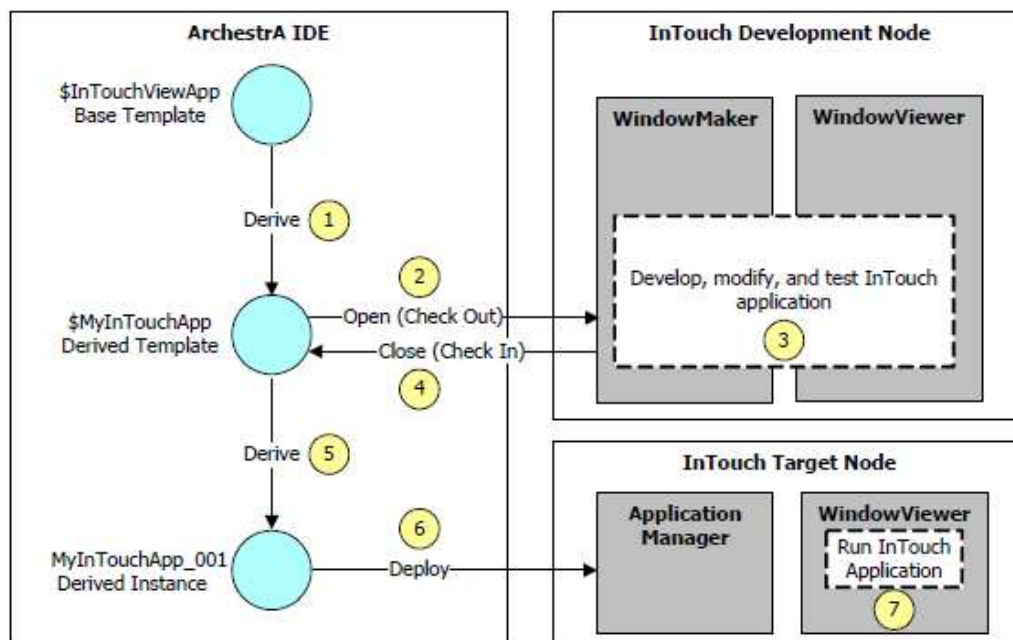 ArchestrA IDE
$InTouchViewApp
Base Template
Derive 1
2
$MyInTouchApp
Derived Template
Open (Check Out)
Close (Check In)
4
Derive 5
6
MyInTouchApp_001
Derived Instance
Deploy
InTouch Development Node
WindowMaker
WindowViewer
Develop, modify, and test InTouch
application
3
InTouch Target Node
Application
Manager
WindowViewer
Run InTouch
Application
7